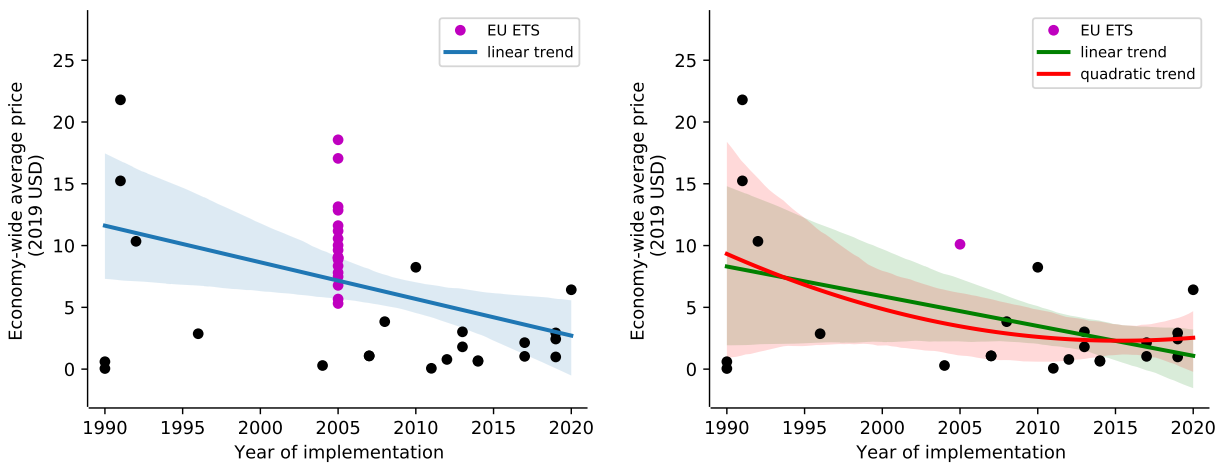 EU ETS
linear trend
25
20
15
10
5
0
Economy-wide average price
(2019 USD)
1990 1995 2000 2005 2010 2015 2020
Year of implementation
EU ETS
linear trend
quadratic trend
25
20
15
10
5
0
Economy-wide average price
(2019 USD)
1990 1995 2000 2005 2010 2015 2020
Year of implementation